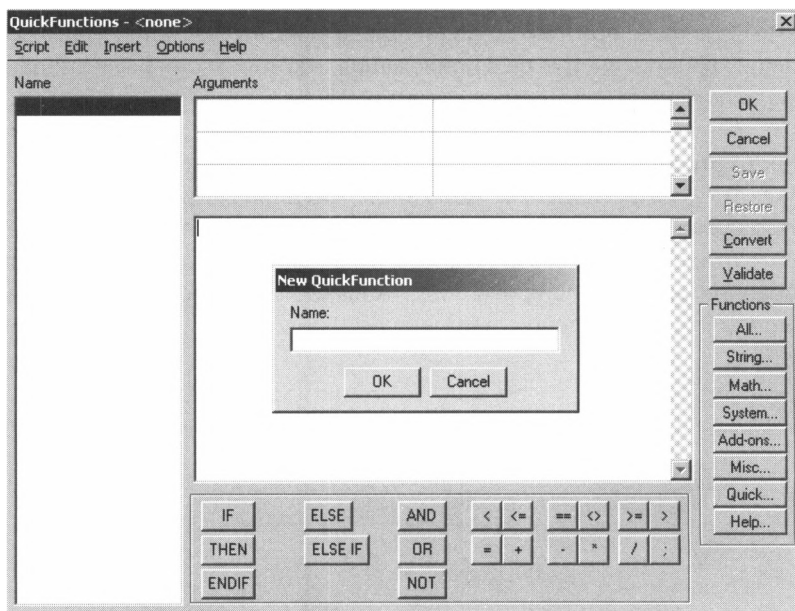 QuickFunctions - <none>
Script Edit Insert Options Help
Name
Arguments
OK
Cancel
Save
Restore
Convert
Validate
Functions
All...
String...
Math...
System...
Add-ons...
Misc...
Quick...
Help...
New QuickFunction
Name:
OK Cancel
IF ELSE AND < <= == <> >= >
THEN ELSE IF OR = + - * / ;
ENDIF NOT